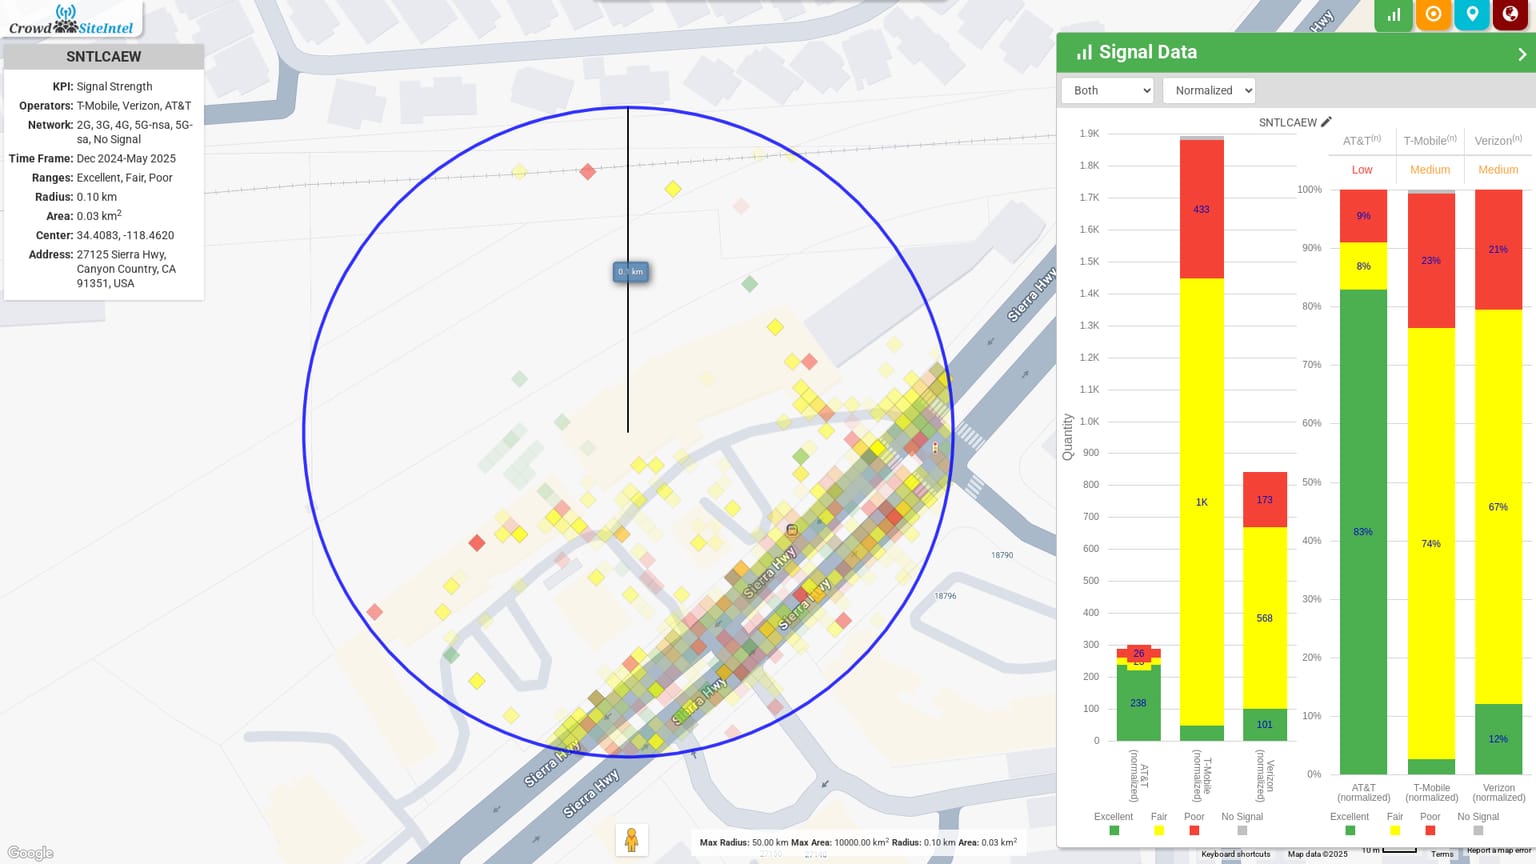 CrowdSiteIntel
SNTLCAEW
KPI: Signal Strength
Operators: T-Mobile, Verizon, AT&T
Network: 2G, 3G, 4G, 5G-nsa, 5G-
sa, No Signal
Time Frame: Dec 2024-May 2025
Ranges: Excellent, Fair, Poor
Radius: 0.10 km
Area: 0.03 km²
Center: 34.4083, -118.4620
Address: 27125 Sierra Hwy,
Canyon Country, CA
91351, USA
Hwy
0.1 km
Sierra Hwy
Sierra Hwy
Sierra Hwy
Sierra Hwy
Sierra Hwy
Sierra Hwy
18790
18796
Google
Max Radius: 50.00 km Max Area: 10000.00 km² Radius: 0.10 km Area: 0.03 km²
Signal Data
Both
Normalized
SNTLCAEW
Quantity
1.9K
1.8K
1.7K
1.6K
1.5K
1.4K
1.3K
1.2K
1.1K
1.0K
900
800
700
600
500
400
300
200
100
0
26
238
433
1K
173
568
101
AT&T
(normalized)
T-Mobile
(normalized)
Verizon
(normalized)
Excellent Fair Poor No Signal
AT&T(n) T-Mobile(n) Verizon(n)
Low Medium Medium
100%
90%
80%
70%
60%
50%
40%
30%
20%
10%
0%
9%
8%
83%
23%
74%
21%
67%
12%
AT&T
(normalized)
T-Mobile
(normalized)
Verizon
(normalized)
Excellent Fair Poor No Signal
Keyboard shortcuts Map data ©2025 10 m Terms Report a map error